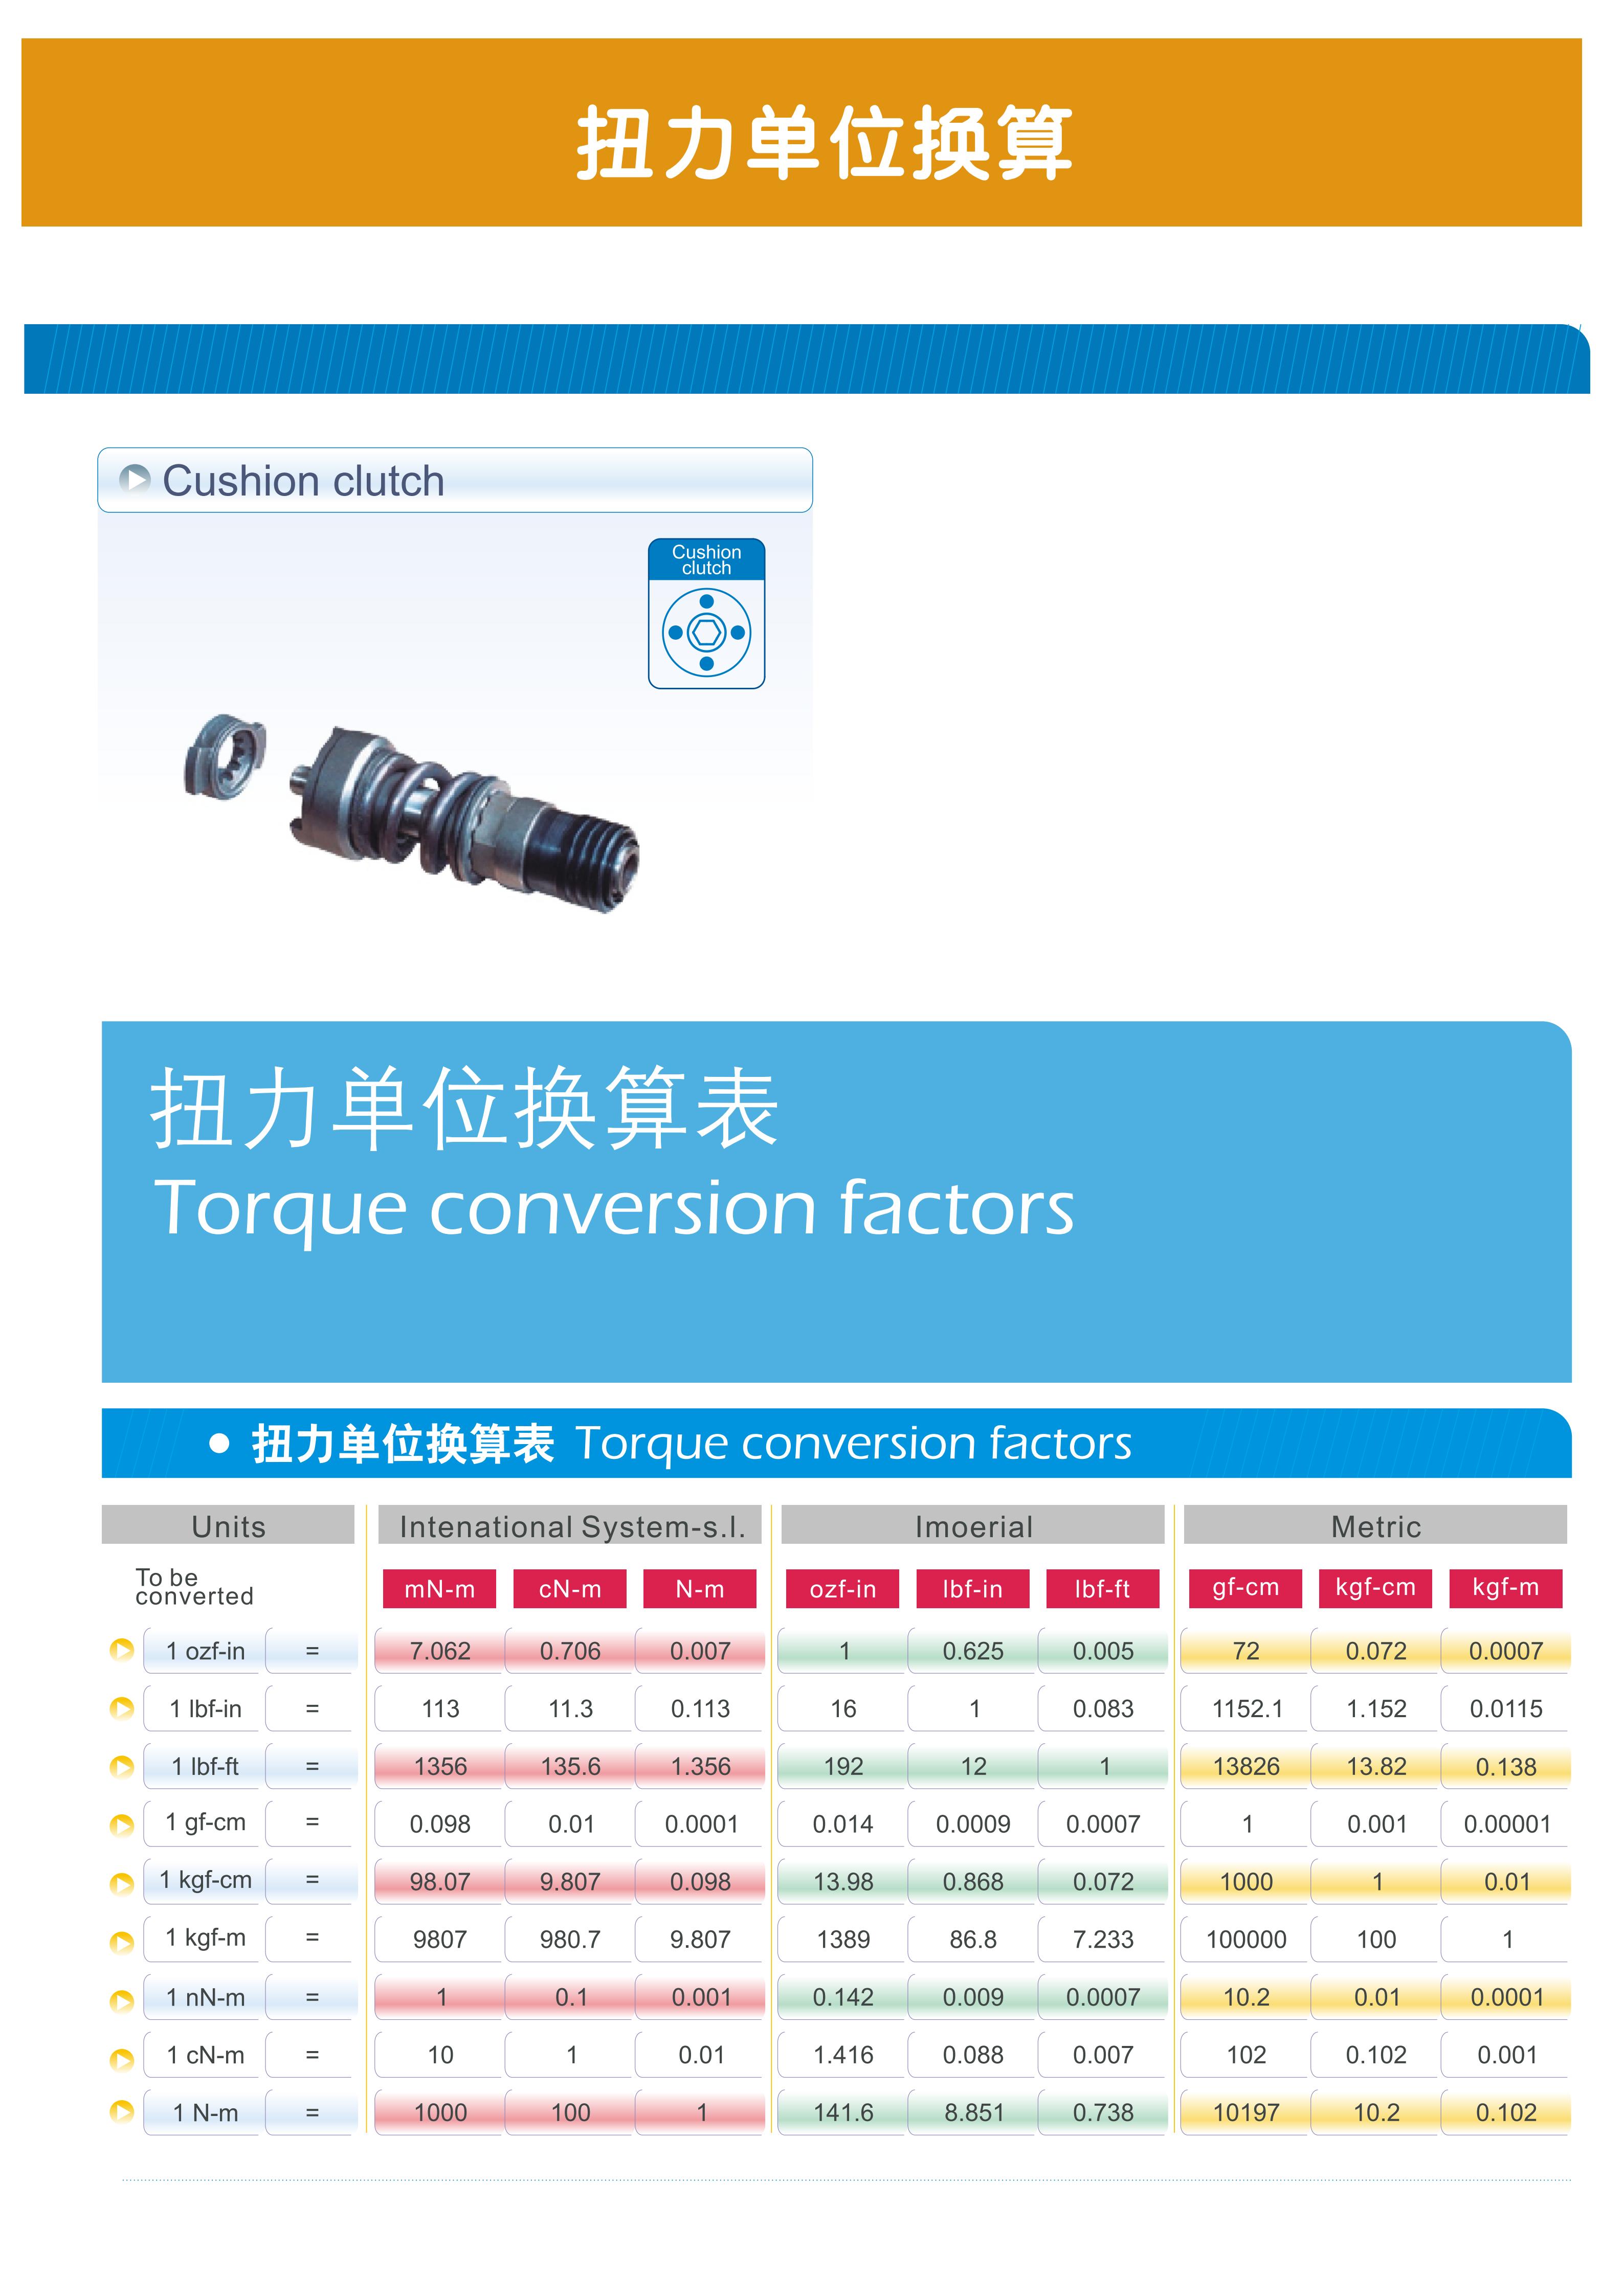 扭力单位换算
Cushion clutch
Cushion
clutch
扭力单位换算表
Torque conversion factors
扭力单位换算表 Torque conversion factors
Units Intenational System-s.I. Imoerial Metric
To be
converted
mN-m cN-m N-m ozf-in lbf-in lbf-ft gf-cm kgf-cm kgf-m
1 ozf-in = 7.062 0.706 0.007 1 0.625 0.005 72 0.072 0.0007
1 lbf-in = 113 11.3 0.113 16 1 0.083 1152.1 1.152 0.0115
1 lbf-ft = 1356 135.6 1.356 192 12 1 13826 13.82 0.138
1 gf-cm = 0.098 0.01 0.0001 0.014 0.0009 0.0007 1 0.001 0.00001
1 kgf-cm = 98.07 9.807 0.098 13.98 0.868 0.072 1000 1 0.01
1 kgf-m = 9807 980.7 9.807 1389 86.8 7.233 100000 100 1
1 nN-m = 1 0.1 0.001 0.142 0.009 0.0007 10.2 0.01 0.0001
1 cN-m = 10 1 0.01 1.416 0.088 0.007 102 0.102 0.001
1 N-m = 1000 100 1 141.6 8.851 0.738 10197 10.2 0.102